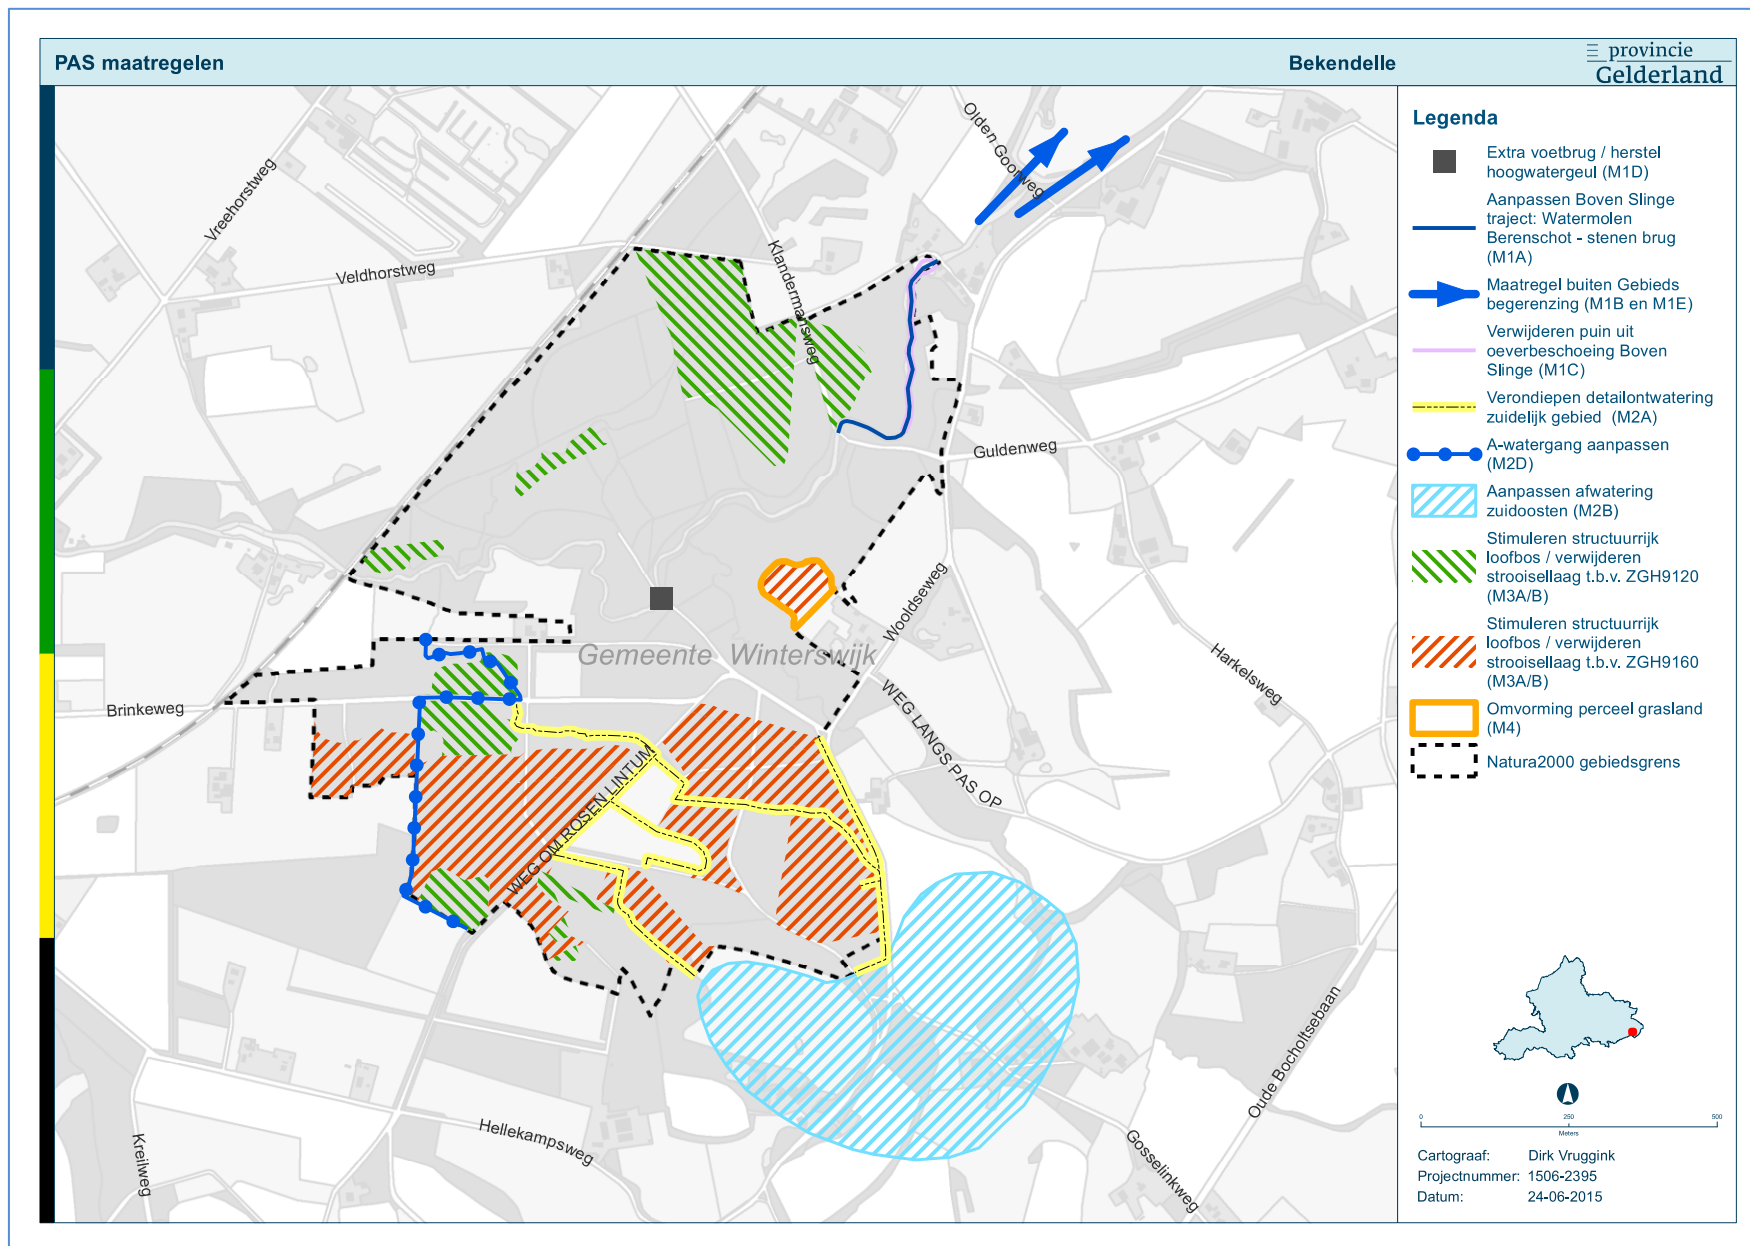 PAS maatregelen
Bekendelle
provincie
Gelderland
Olden Goorweg
Vreehorstweg
Veldhorstweg
Klandermansweg
Guldenweg
Wooldseweg
Gemeente Winterswijk
Harkelsweg
WEG LANGS PAS OP
Brinkeweg
WEG OM ROSEN LINTUM
Oude Bocholtsebaan
Hellekampsweg
Kreilweg
Gosselinkweg
Legenda
Extra voetbrug / herstel
hoogwatergeul (M1D)
Aanpassen Boven Slinge
traject: Watermolen
Berenschot - stenen brug
(M1A)
Maatregel buiten Gebieds
begerenzing (M1B en M1E)
Verwijderen puin uit
oeverbeschoeing Boven
Slinge (M1C)
Verondiepen detailontwatering
zuidelijk gebied (M2A)
A-watergang aanpassen
(M2D)
Aanpassen afwatering
zuidoosten (M2B)
Stimuleren structuurrijk
loofbos / verwijderen
strooisellaag t.b.v. ZGH9120
(M3A/B)
Stimuleren structuurrijk
loofbos / verwijderen
strooisellaag t.b.v. ZGH9160
(M3A/B)
Omvorming perceel grasland
(M4)
Natura2000 gebiedsgrens
0 250 500
Meters
Cartograaf: Dirk Vruggink
Projectnummer: 1506-2395
Datum: 24-06-2015